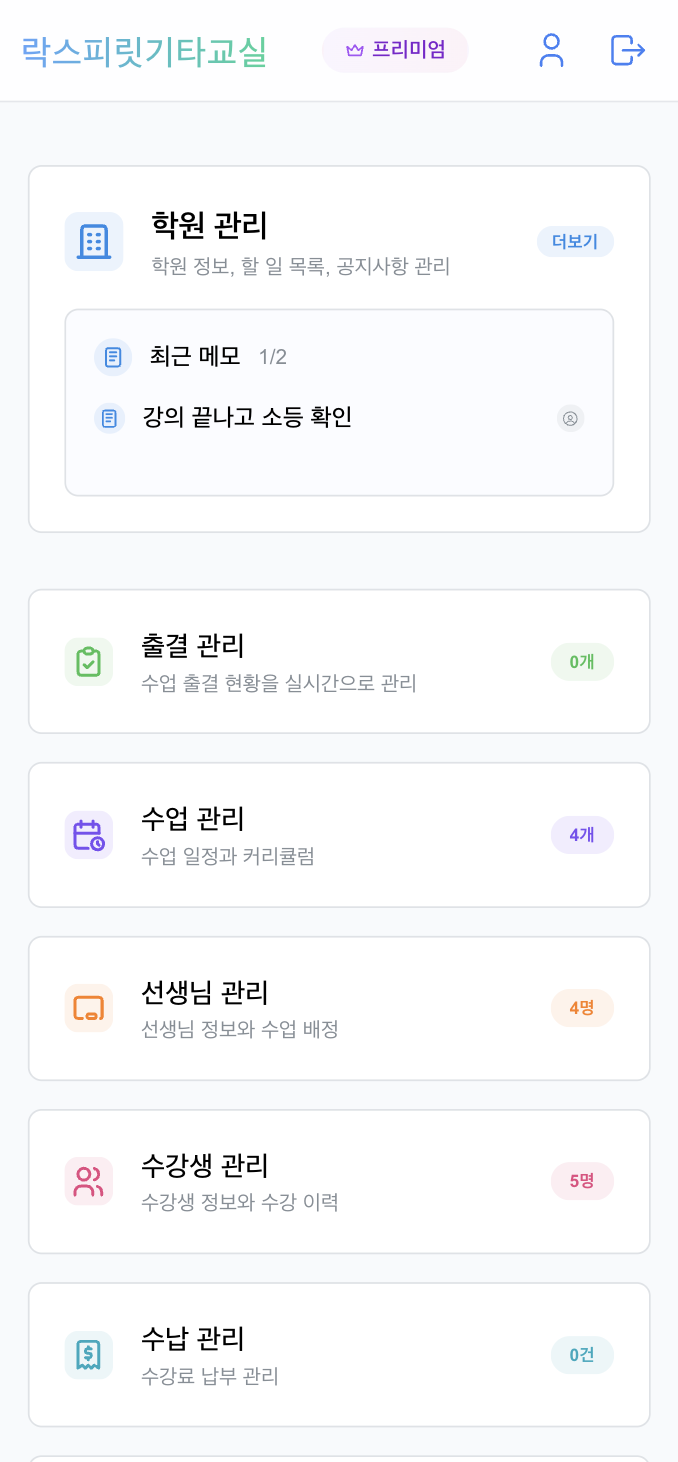 락스피릿기타교실
프리미엄
학원 관리
학원 정보, 할 일 목록, 공지사항 관리
더보기
최근 메모 1/2
강의 끝나고 소등 확인
출결 관리
수업 출결 현황을 실시간으로 관리
0개
수업 관리
수업 일정과 커리큘럼
4개
선생님 관리
선생님 정보와 수업 배정
4명
수강생 관리
수강생 정보와 수강 이력
5명
수납 관리
수강료 납부 관리
0건